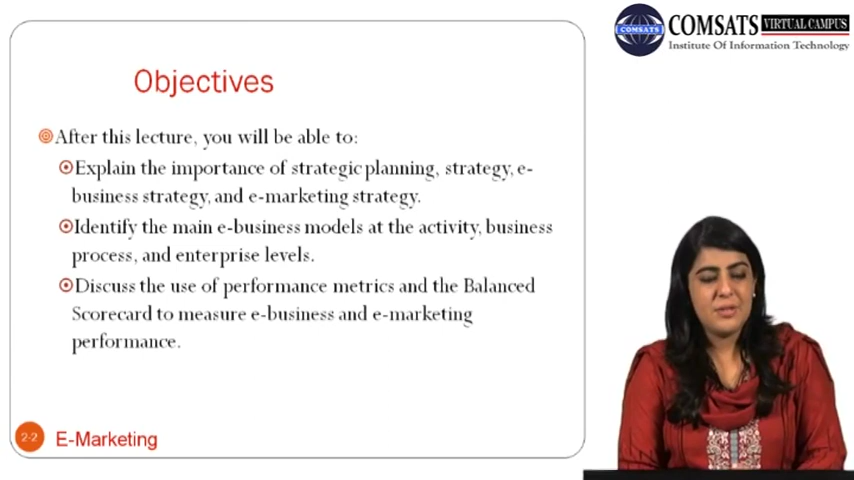 COMSATS VIRTUAL CAMPUS
COMSATS
Institute Of Information Technology
Objectives
After this lecture, you will be able to:
Explain the importance of strategic planning, strategy, e-
business strategy, and e-marketing strategy.
Identify the main e-business models at the activity, business
process, and enterprise levels.
Discuss the use of performance metrics and the Balanced
Scorecard to measure e-business and e-marketing
performance.
2-2 E-Marketing